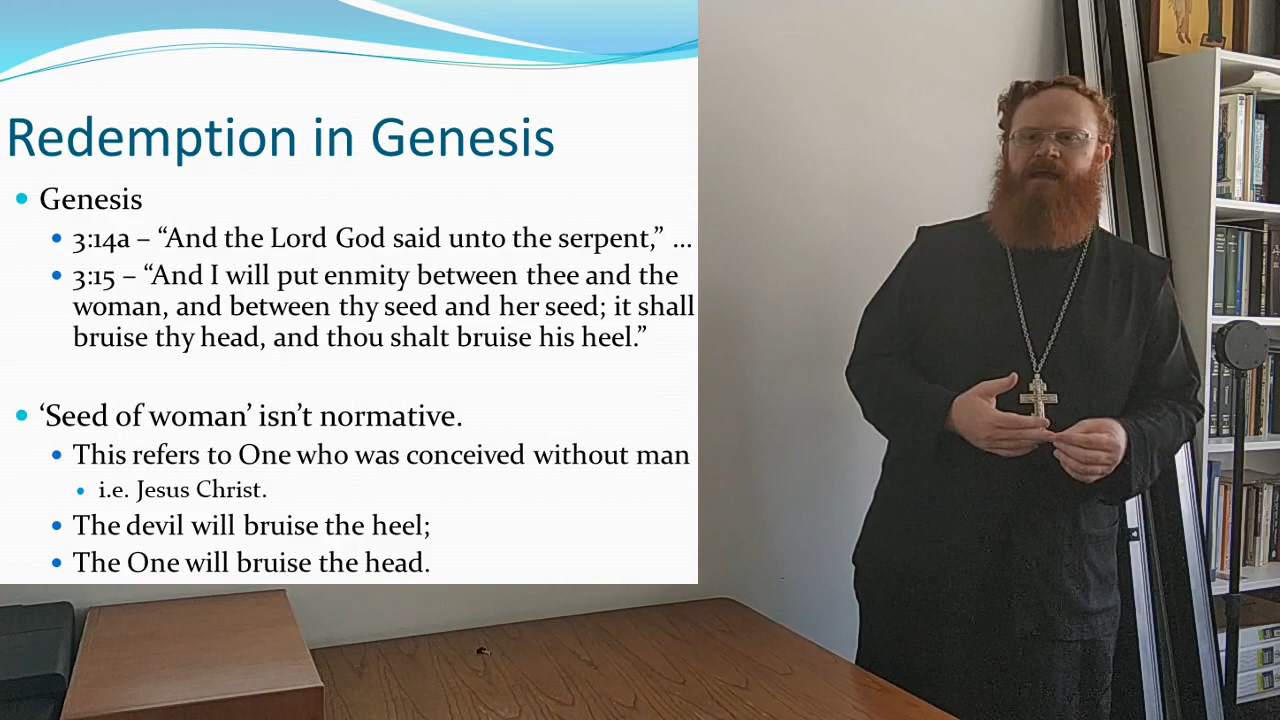 Redemption in Genesis
• Genesis
• 3:14a – “And the Lord God said unto the serpent,” ...
• 3:15 – “And I will put enmity between thee and the
woman, and between thy seed and her seed; it shall
bruise thy head, and thou shalt bruise his heel.”
• ‘Seed of woman’ isn’t normative.
• This refers to One who was conceived without man
• i.e. Jesus Christ.
• The devil will bruise the heel;
• The One will bruise the head.